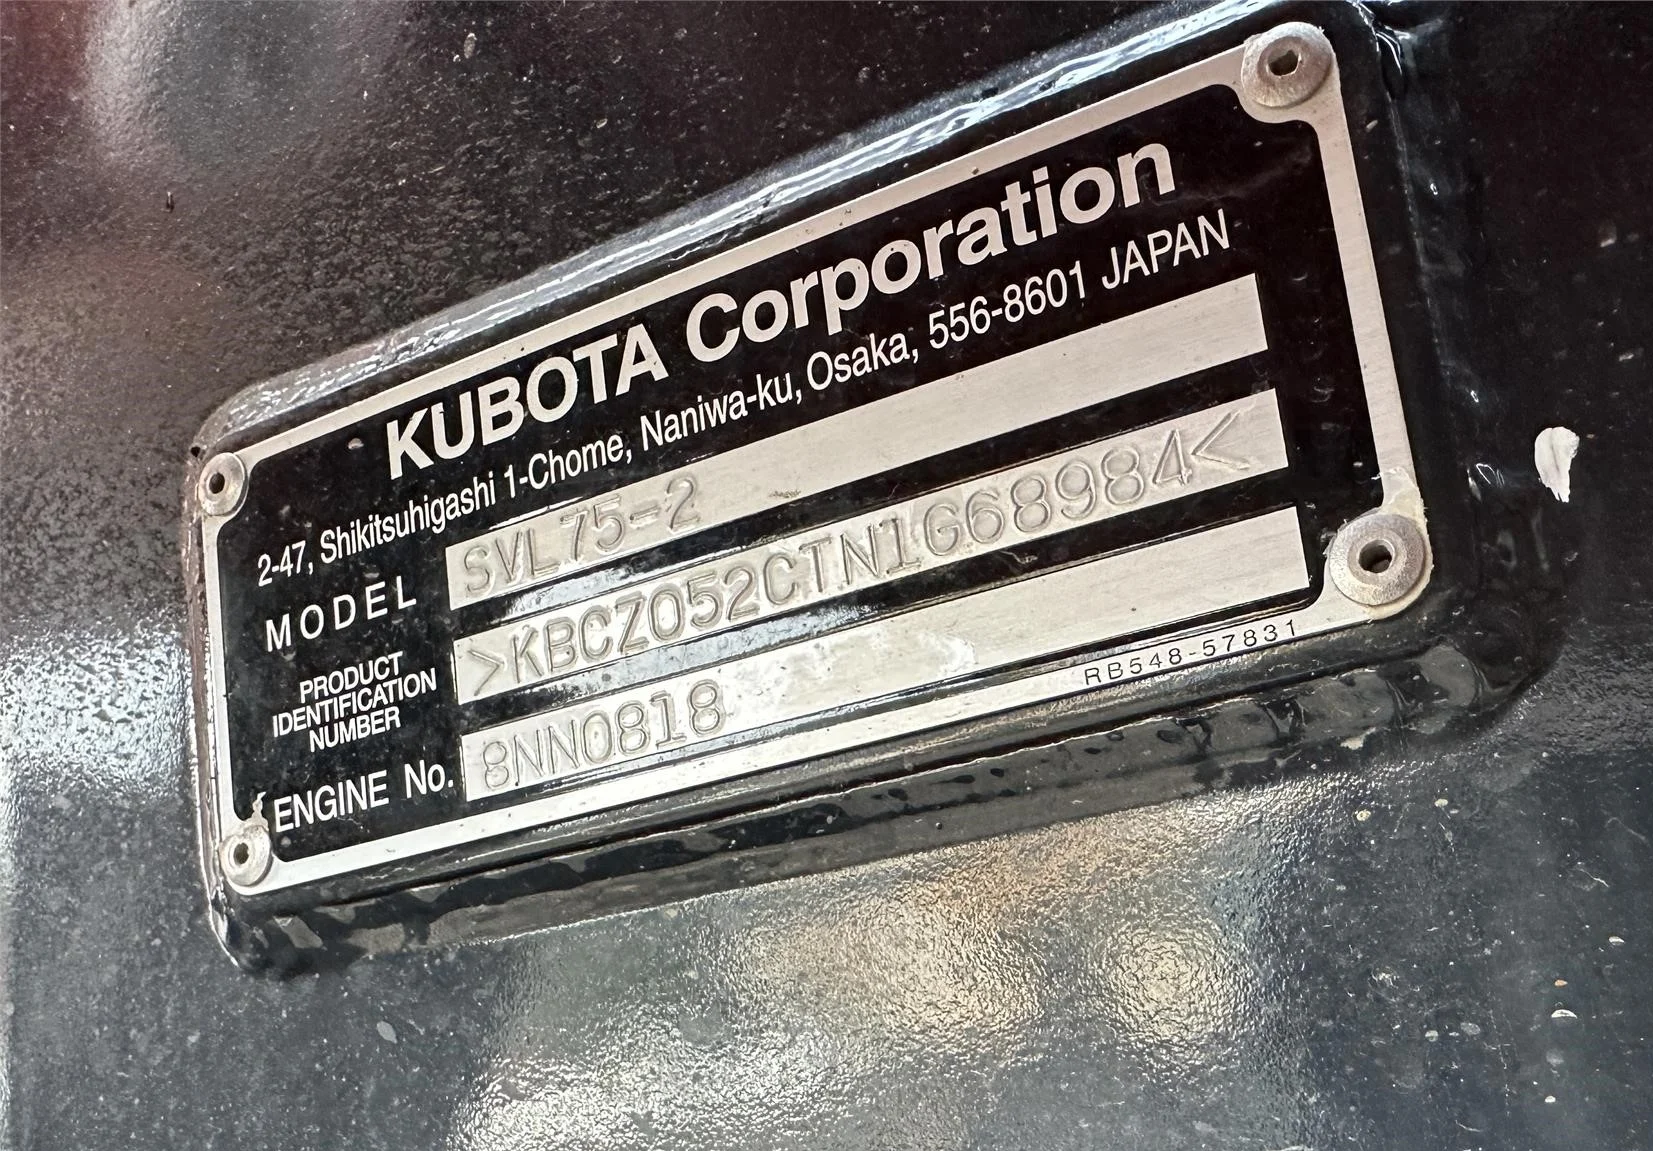 KUBOTA Corporation
2-47, Shikitsuhigashi 1-Chome, Naniwa-ku, Osaka, 556-8601 JAPAN
MODEL SVL75-2
PRODUCT
IDENTIFICATION
NUMBER
>KBCZ052CTN1G68984<
ENGINE No. 8NN0818
RB548-57831